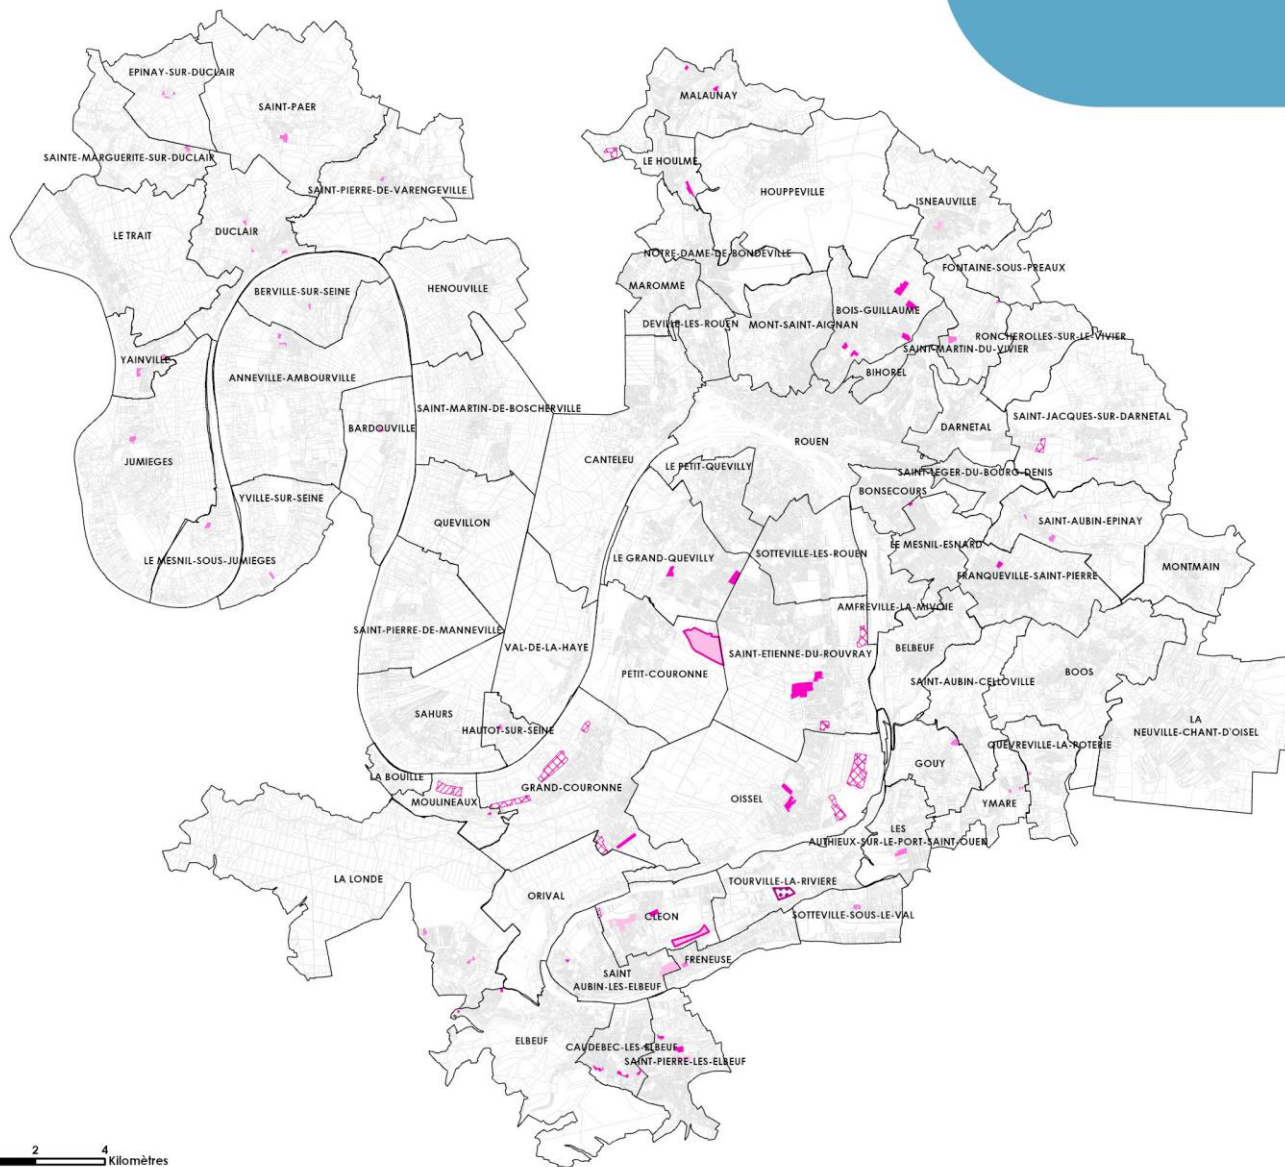 EPINAY-SUR-DUCLAIR
MALAUNAY
SAINT-PAER
SAINTE-MARGUERITE-SUR-DUCLAIR
LE HOULME
SAINT-PIERRE-DE-VARENGEVILLE
HOUPPEVILLE
ISNEAUVILLE
LE TRAIT
DUCLAIR
NOTRE-DAME-DE-BONDEVILLE
FONTAINE-SOUS-PREAUX
BERVILLE-SUR-SEINE
HENOUVILLE
MAROMME
BOIS-GUILLAUME
DEVILLE-LES-ROUEN
MONT-SAINT-AIGNAN
RONCHEROLLES-SUR-LE-VIVIER
SAINT-MARTIN-DU-VIVIER
YAINVILLE
BIHOREL
ANNEVILLE-AMBOURVILLE
SAINT-MARTIN-DE-BOSCHERVILLE
SAINT-JACQUES-SUR-DARNETAL
BARDOUVILLE
DARNETAL
ROUEN
JUMIEGES
CANTELEU
LE PETIT-QUEVILLY
SAINT-LEGER-DU-BOURG-DENIS
BONSECOURS
YVILLE-SUR-SEINE
QUEVILLON
SAINT-AUBIN-EPINAY
LE MESNIL-ESNARD
LE GRAND-QUEVILLY
SOTTEVILLE-LES-ROUEN
LE MESNIL-SOUS-JUMIEGES
MONTMAIN
FRANQUEVILLE-SAINT-PIERRE
AMFREVILLE-LA-MIVOIE
SAINT-PIERRE-DE-MANNEVILLE
VAL-DE-LA-HAYE
BELBEUF
SAINT-ETIENNE-DU-ROUVRAY
PETIT-COURONNE
BOOS
SAINT-AUBIN-CELLOVILLE
SAHURS
LA
NEUVILLE-CHANT-D'OISEL
HAUTOT-SUR-SEINE
QUEVREVILLE-LA-POTERIE
GOUY
LA BOUILLE
GRAND-COURONNE
MOULINEAUX
OISSEL
YMARE
LES
AUTHIEUX-SUR-LE-PORT-SAINT-OUEN
LA LONDE
TOURVILLE-LA-RIVIERE
ORIVAL
CLEON
SOTTEVILLE-SOUS-LE-VAL
FRENEUSE
SAINT
AUBIN-LES-ELBEUF
ELBEUF
CAUDEBEC-LES-ELBEUF
SAINT-PIERRE-LES-ELBEUF
2 4
Kilomètres